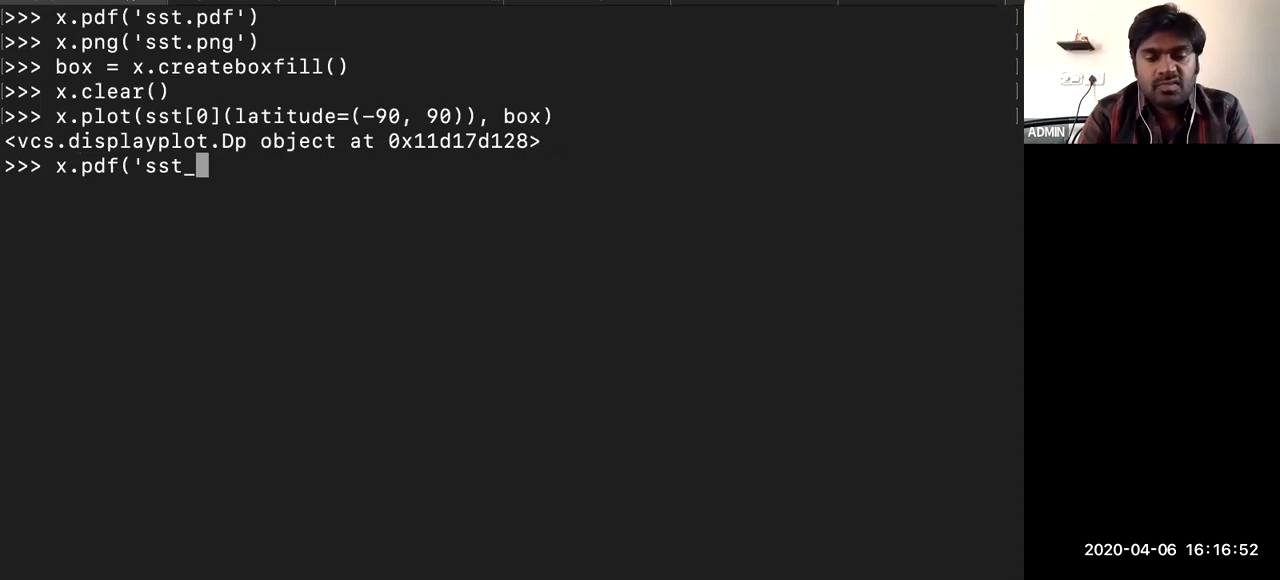 >>> x.pdf('sst.pdf')
>>> x.png('sst.png')
>>> box = x.createboxfill()
>>> x.clear()
>>> x.plot(sst[0](latitude=(-90, 90)), box)
<vcs.displayplot.Dp object at 0x11d17d128>
>>> x.pdf('sst_
ADMIN
2020-04-06 16:16:52